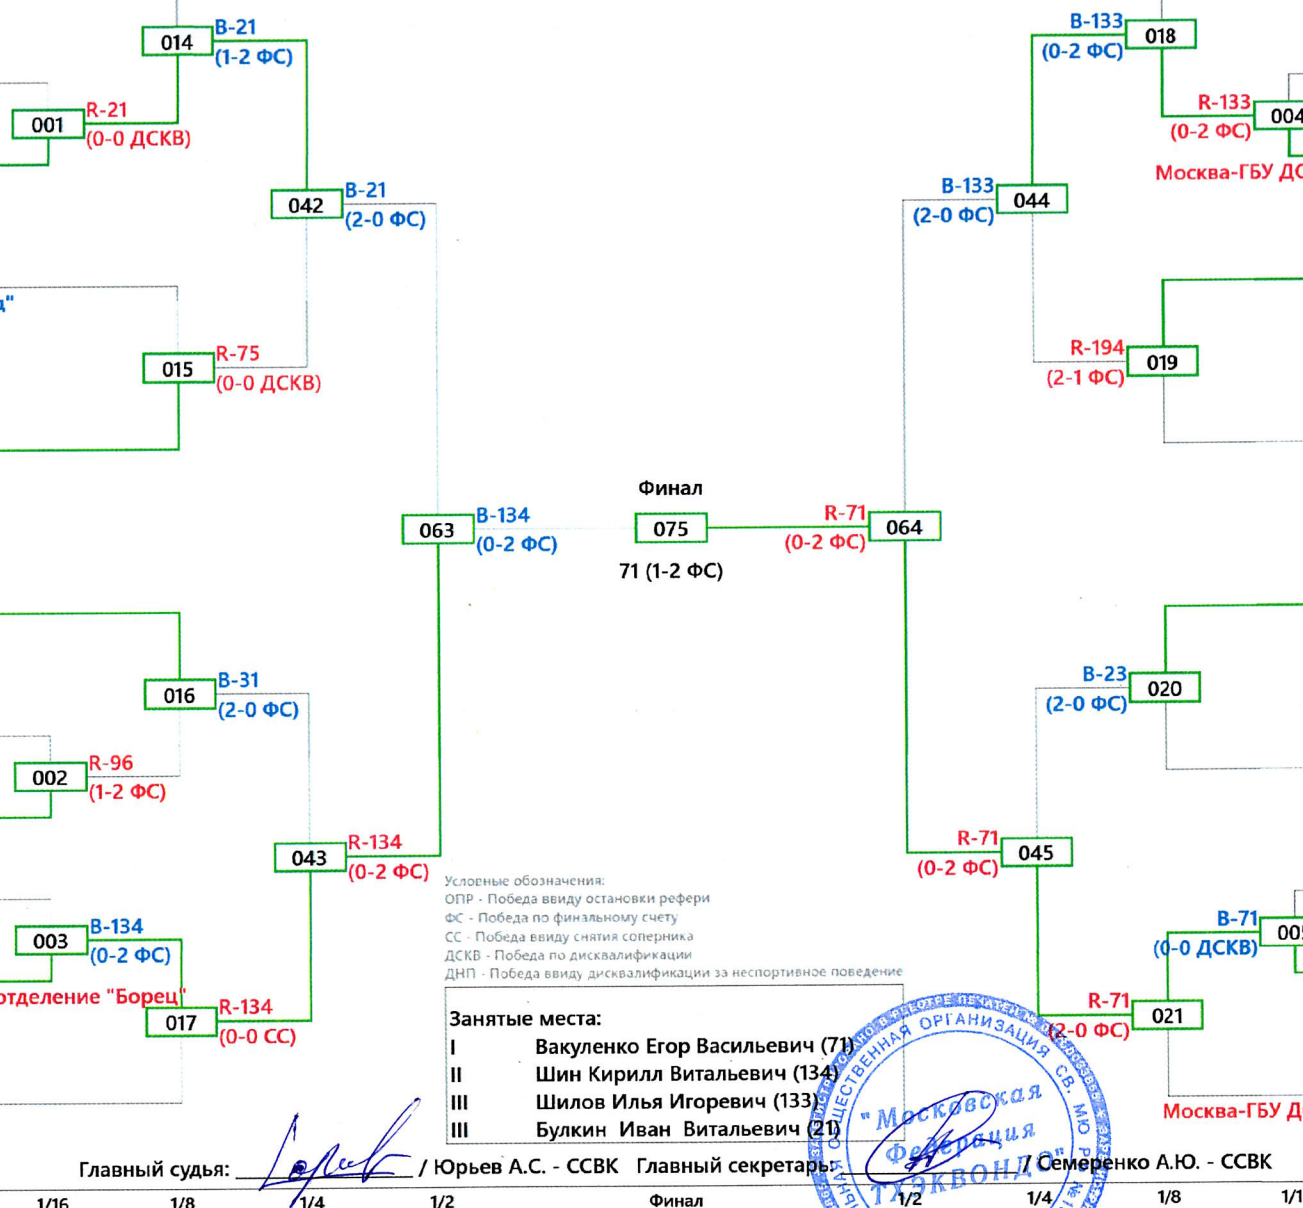 014
B-21
(1-2 ФС)
001
R-21
(0-0 ДСКВ)
042
B-21
(2-0 ФС)
015
R-75
(0-0 ДСКВ)
063
B-134
(0-2 ФС)
016
B-31
(2-0 ФС)
002
R-96
(1-2 ФС)
043
R-134
(0-2 ФС)
003
B-134
(0-2 ФС)
отделение "Борец"
017
R-134
(0-0 СС)
Финал
075
71 (1-2 ФС)
B-133
(0-2 ФС)
018
R-133
(0-2 ФС)
004
Москва-ГБУ
B-133
(2-0 ФС)
044
R-194
(2-1 ФС)
019
R-71
(0-2 ФС)
064
B-23
(2-0 ФС)
020
R-71
(0-2 ФС)
045
B-71
(0-0 ДСКВ)
005
R-71
(2-0 ФС)
021
Москва-ГБУ
Условные обозначения:
ОПР - Победа ввиду остановки рефери
ФС - Победа по финальному счету
СС - Победа ввиду снятия соперника
ДСКВ - Победа по дисквалификации
ДНП - Победа ввиду дисквалификации за неспортивное поведение
Занятые места:
I Вакуленко Егор Васильевич (71)
II Шин Кирилл Витальевич (134)
III Шилов Илья Игоревич (133)
III Булкин Иван Витальевич (21)
ОБЩЕСТВЕННАЯ ОРГАНИЗАЦИЯ
"Московская
Федерация
ТХЭКВОНДО"
Главный судья: / Юрьев А.С. - ССВК Главный секретарь: / Семеренко А.Ю. - ССВК
1/16 1/8 1/4 1/2 Финал 1/2 1/4 1/8